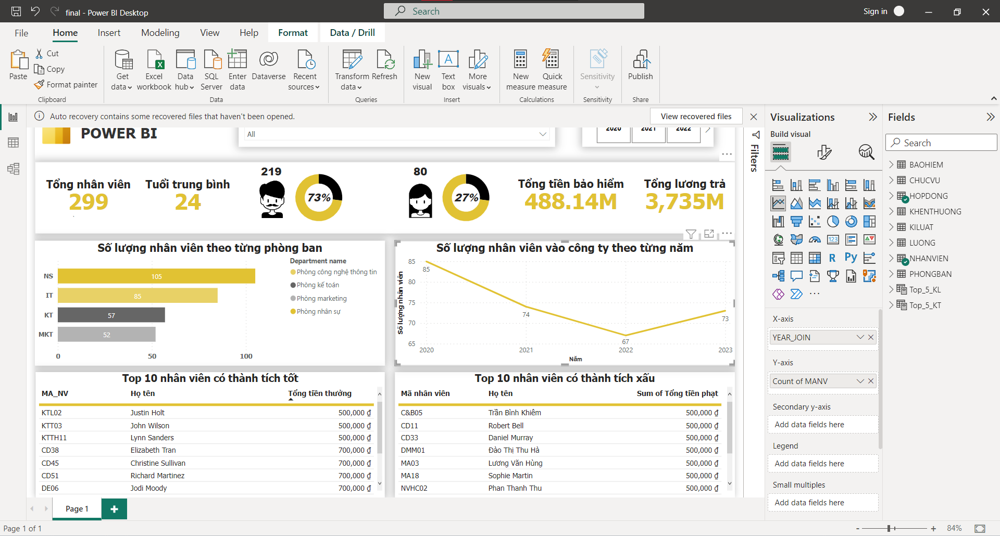 final - Power BI Desktop
Search
Sign in
File
Home
Insert
Modeling
View
Help
Format
Data / Drill
Paste
Cut
Copy
Format painter
Clipboard
Get data
Excel workbook
Data hub
SQL Server
Enter data
Dataverse
Recent sources
Data
Transform data
Refresh
Queries
New visual
Text box
More visuals
Insert
New measure
Quick measure
Calculations
Sensitivity
Sensitivity
Publish
Share
Auto recovery contains some recovered files that haven't been opened.
View recovered files
POWER BI
All
2020
2021
2022
Tổng nhân viên
299
Tuổi trung bình
24
219
73%
80
27%
Tổng tiền bảo hiểm
488.14M
Tổng lương trả
3,735M
Số lượng nhân viên theo từng phòng ban
NS
105
IT
85
KT
57
MKT
52
0
50
100
Department name
Phòng công nghệ thông tin
Phòng kế toán
Phòng marketing
Phòng nhân sự
Số lượng nhân viên vào công ty theo từng năm
Số lượng nhân viên
85
80
75
70
65
85
74
67
73
2020
2021
2022
2023
Năm
Top 10 nhân viên có thành tích tốt
MA_NV Họ tên Tổng tiền thưởng
KTL02 Justin Holt 500,000 ₫
KTT03 John Wilson 500,000 ₫
KTTH11 Lynn Sanders 500,000 ₫
CD38 Elizabeth Tran 700,000 ₫
CD45 Christine Sullivan 700,000 ₫
CD51 Richard Martinez 700,000 ₫
DE06 Jodi Moody 700,000 ₫
Top 10 nhân viên có thành tích xấu
Mã nhân viên Họ tên Sum of Tổng tiền phạt
C&B05 Trần Bình Khiêm 500,000 ₫
CD11 Robert Bell 500,000 ₫
CD33 Daniel Murray 500,000 ₫
DMM01 Đào Thị Thu Hà 500,000 ₫
MA03 Lương Văn Hùng 500,000 ₫
MA18 Sophie Martin 500,000 ₫
NVHC02 Phan Thanh Thu 500,000 ₫
Filters
Visualizations
Build visual
123
R
Py
X-axis
YEAR_JOIN
Y-axis
Count of MANV
Secondary y-axis
Add data fields here
Legend
Add data fields here
Small multiples
Add data fields here
Fields
Search
BAOHIEM
CHUCVU
HOPDONG
KHENTHUONG
KILUAT
LUONG
NHANVIEN
PHONGBAN
Top_5_KL
Top_5_KT
Page 1
Page 1 of 1
84%